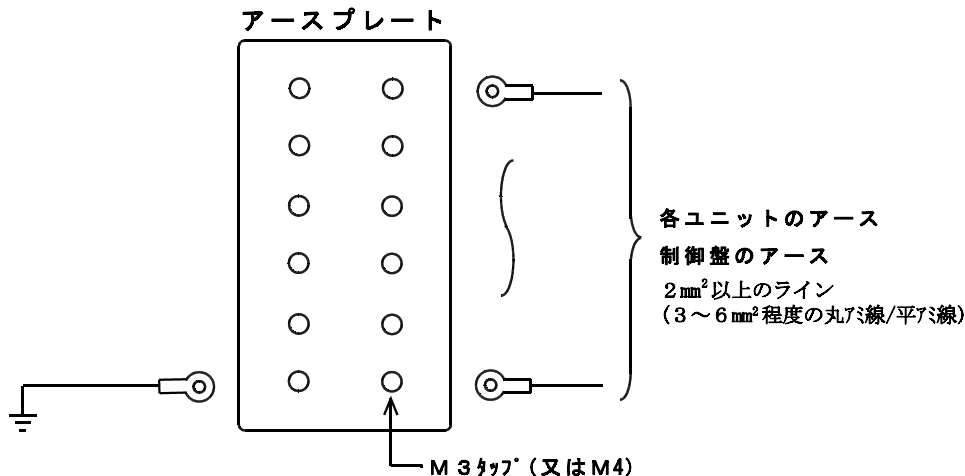 アースプレート
各ユニットのアース
制御盤のアース
2mm²以上のライン
(3～6mm²程度の丸ｱﾐ線/平ｱﾐ線)
M3ﾀｯﾌﾟ(又はM4)